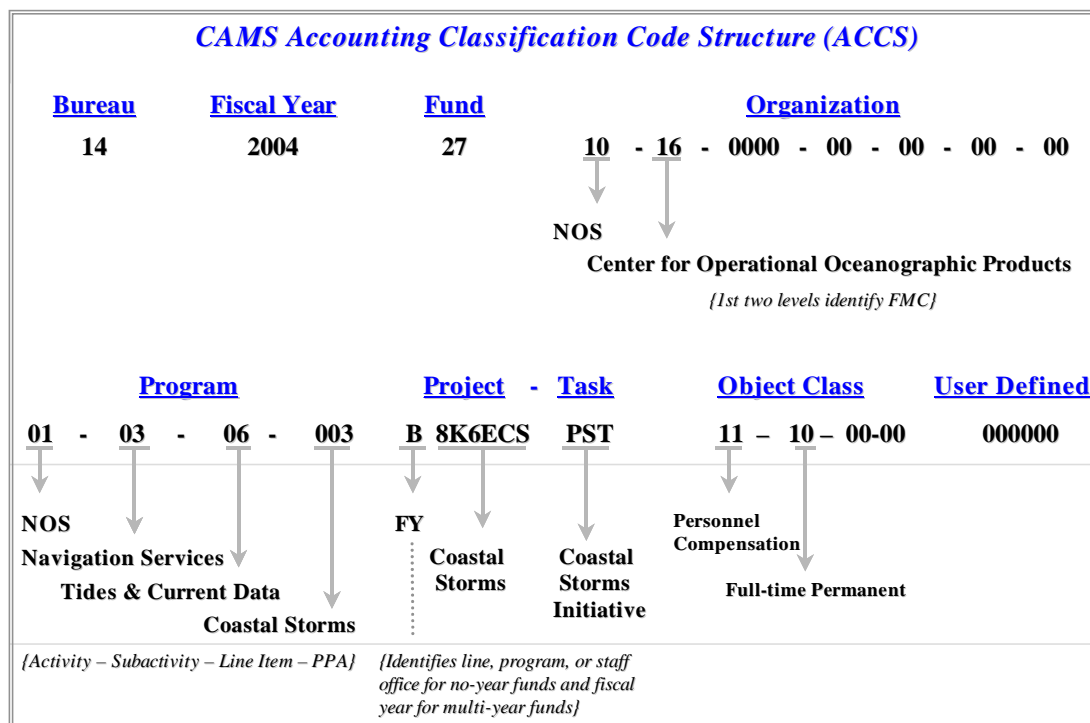 CAMS Accounting Classification Code Structure (ACCS)
Bureau Fiscal Year Fund Organization
14 2004 27 10 - 16 - 0000 - 00 - 00 - 00 - 00
NOS
Center for Operational Oceanographic Products
{1st two levels identify FMC}
Program Project - Task Object Class User Defined
01 - 03 - 06 - 003 B 8K6ECS PST 11 – 10 – 00-00 000000
NOS
Navigation Services
Tides & Current Data
Coastal Storms
{Activity – Subactivity – Line Item – PPA}
FY
Coastal
Storms
{Identifies line, program, or staff
office for no-year funds and fiscal
year for multi-year funds}
Coastal
Storms
Initiative
Personnel
Compensation
Full-time Permanent